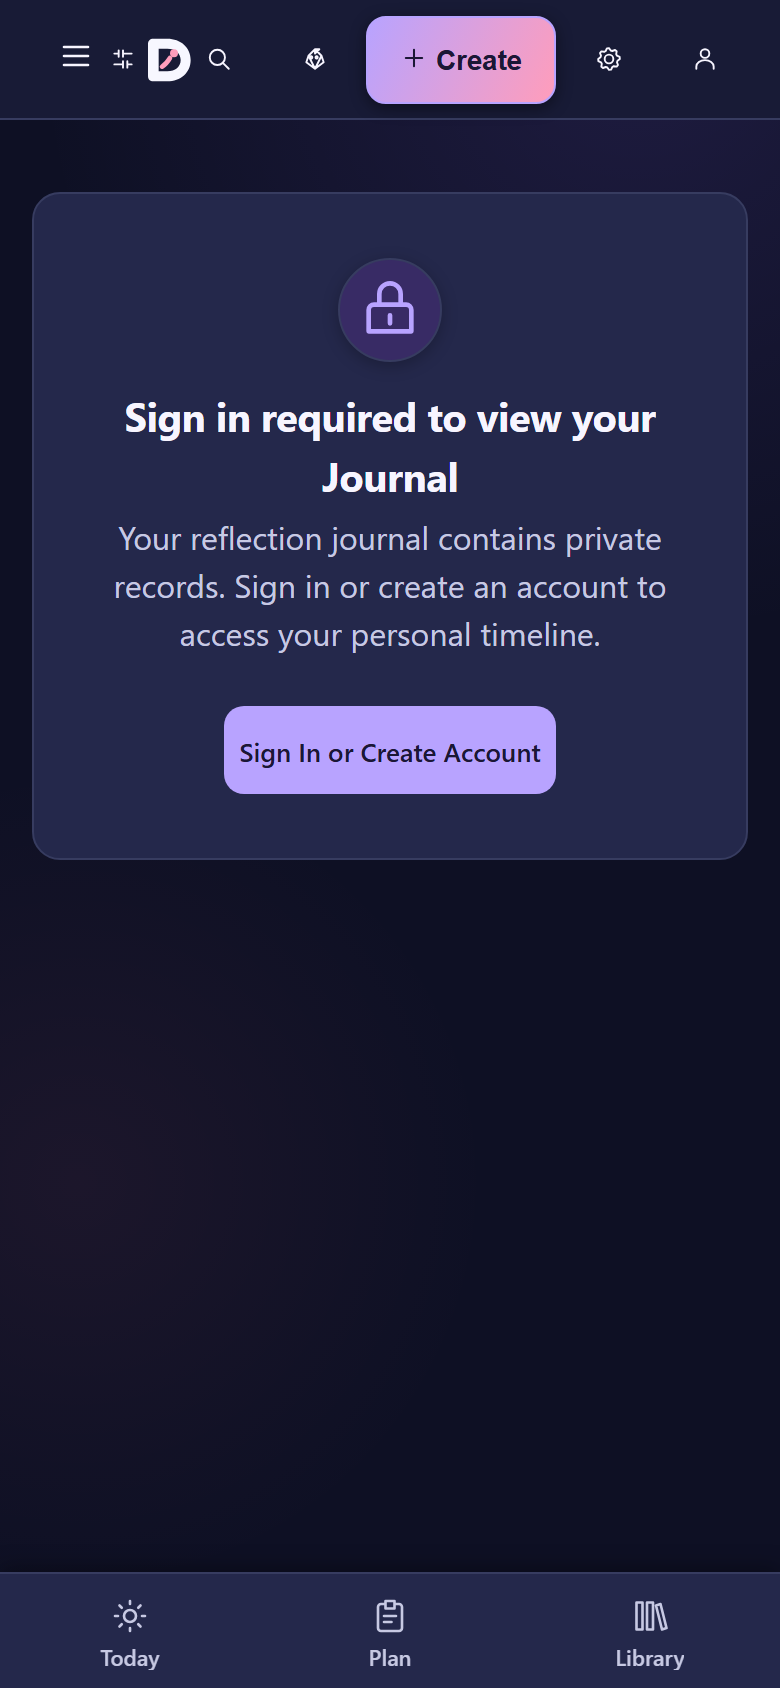 Create
Sign in required to view your
Journal
Your reflection journal contains private
records. Sign in or create an account to
access your personal timeline.
Sign In or Create Account
Today
Plan
Library